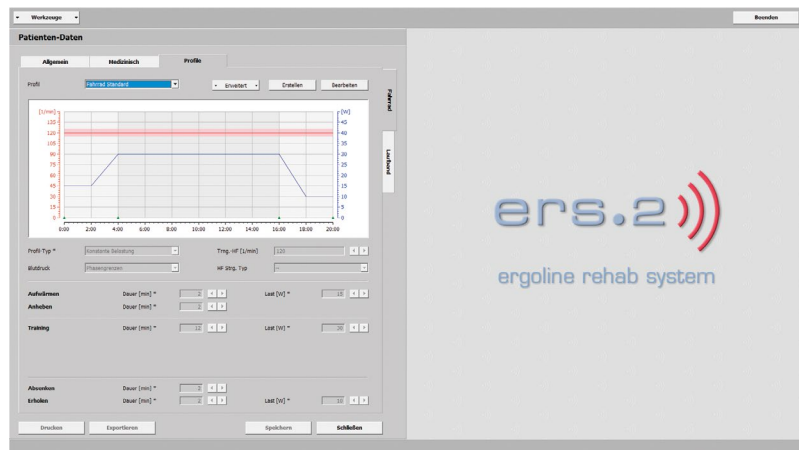 Werkzeuge
Beenden
Patienten-Daten
Allgemein Medizinisch Profile
Profil Fahrrad Standard Erweitert Erstellen Bearbeiten
Fahrrad
Laufband
[1/min] [W]
135 45
120 40
105 35
90 30
75 25
60 20
45 15
30 10
15 5
0 0
0:00 2:00 4:00 6:00 8:00 10:00 12:00 14:00 16:00 18:00 20:00
Profil-Typ * Konstante Belastung Trng.-HF [1/min] 120
Blutdruck Phasengrenzen HF Strg. Typ --
Aufwärmen Dauer [min] * 2 Last [W] * 15
Anheben Dauer [min] * 2
Training Dauer [min] * 12 Last [W] * 30
Absenken Dauer [min] * 2
Erholen Dauer [min] * 2 Last [W] * 10
Drucken Exportieren Speichern Schließen
ers.2
ergoline rehab system